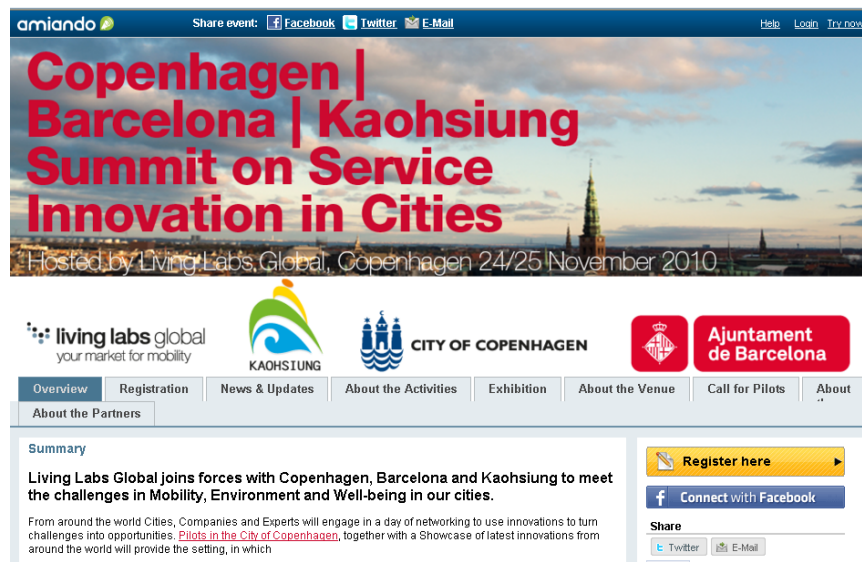 amiando
Share event: Facebook Twitter E-Mail
Help Login Try now
Copenhagen |
Barcelona | Kaohsiung
Summit on Service
Innovation in Cities
Hosted by Living Labs Global, Copenhagen 24/25 November 2010
living labs global
your market for mobility
KAOHSIUNG
CITY OF COPENHAGEN
Ajuntament
de Barcelona
Overview Registration News & Updates About the Activities Exhibition About the Venue Call for Pilots About
About the Partners
Summary
Living Labs Global joins forces with Copenhagen, Barcelona and Kaohsiung to meet
the challenges in Mobility, Environment and Well-being in our cities.
From around the world Cities, Companies and Experts will engage in a day of networking to use innovations to turn
challenges into opportunities. Pilots in the City of Copenhagen, together with a Showcase of latest innovations from
around the world will provide the setting, in which
Register here
f Connect with Facebook
Share
Twitter E-Mail